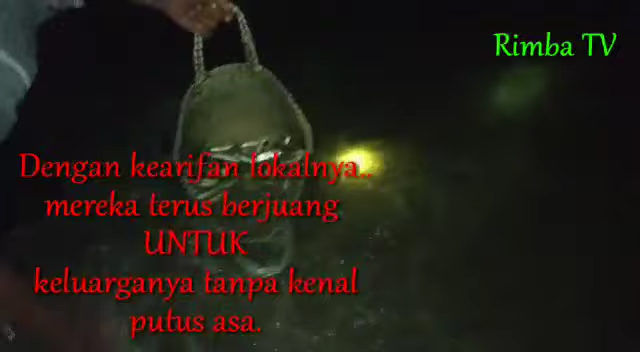 Rimba TV
Dengan kearifan lokalnya..
mereka terus berjuang
UNTUK
keluarganya tanpa kenal
putus asa.